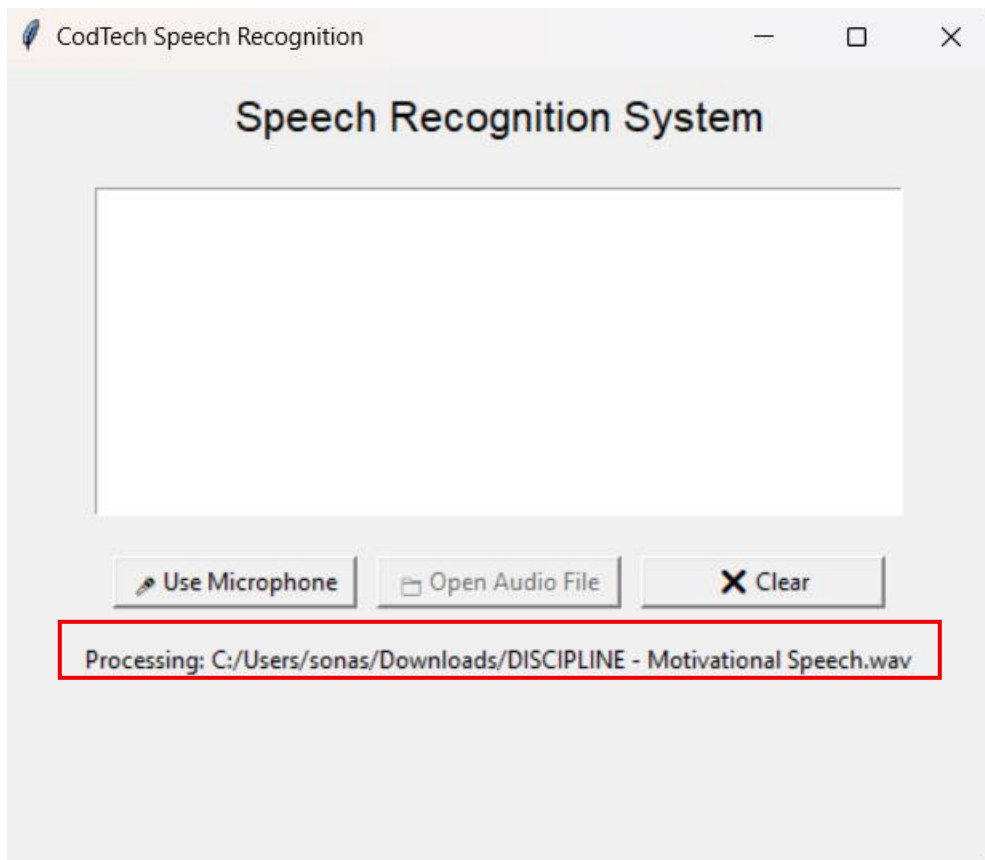 CodTech Speech Recognition
Speech Recognition System
Use Microphone
Open Audio File
Clear
Processing: C:/Users/sonas/Downloads/DISCIPLINE - Motivational Speech.wav